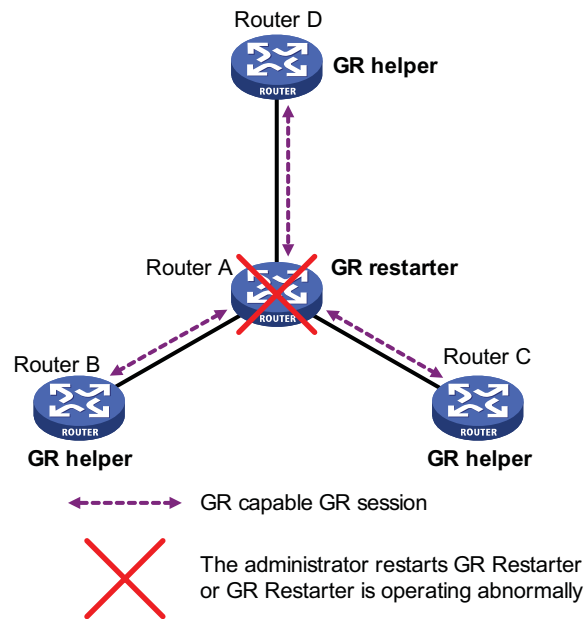 Router D
GR helper
ROUTER
Router A
GR restarter
ROUTER
Router B
Router C
ROUTER
ROUTER
GR helper
GR helper
GR capable GR session
The administrator restarts GR Restarter
or GR Restarter is operating abnormally